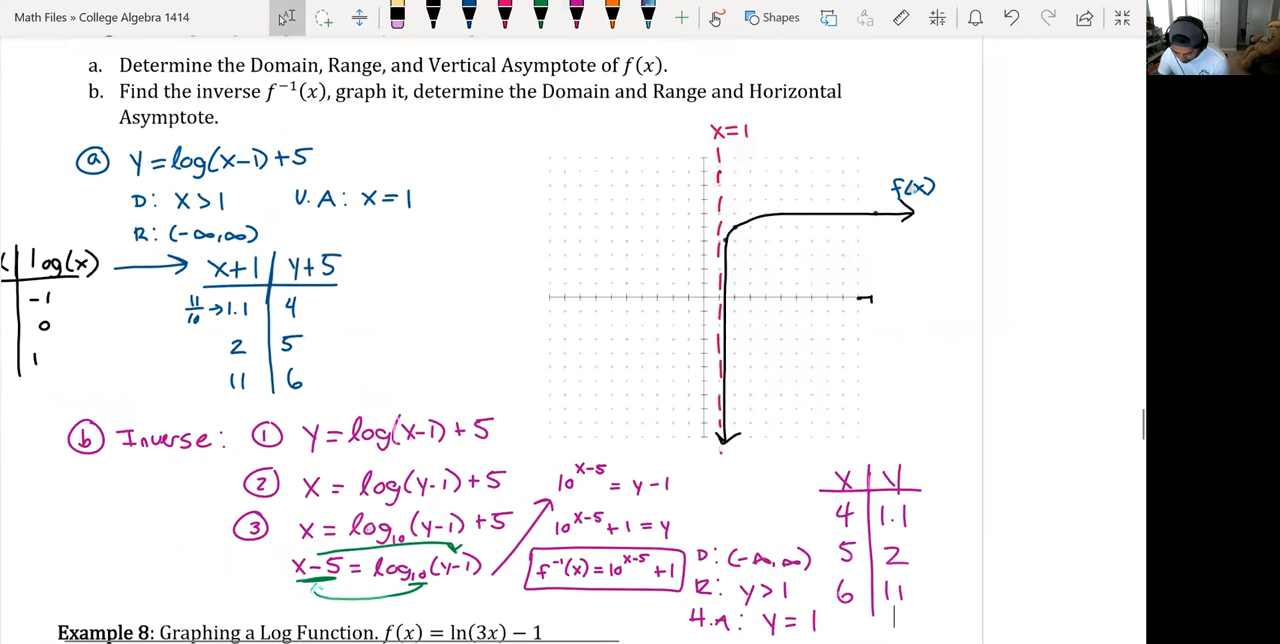 Math Files » College Algebra 1414
Shapes
a. Determine the Domain, Range, and Vertical Asymptote of f(x).
b. Find the inverse f⁻¹(x), graph it, determine the Domain and Range and Horizontal
Asymptote.
x=1
f(x)
ⓐ y=log(x-1)+5
D: x>1 V.A: x=1
R: (-∞,∞)
log(x)
-1
0
1
x+1 | y+5
11/10 → 1.1 | 4
2 | 5
11 | 6
ⓑ Inverse: ① y=log(x-1)+5
② x = log(y-1)+5
③ x = log₁₀(y-1)+5
x-5 = log₁₀(y-1)
10^(x-5) = y-1
10^(x-5)+1 = y
f⁻¹(x)=10^(x-5)+1
D: (-∞,∞)
R: y>1
H.A: y=1
x | y
4 | 1.1
5 | 2
6 | 11
Example 8: Graphing a Log Function. f(x) = ln(3x) − 1